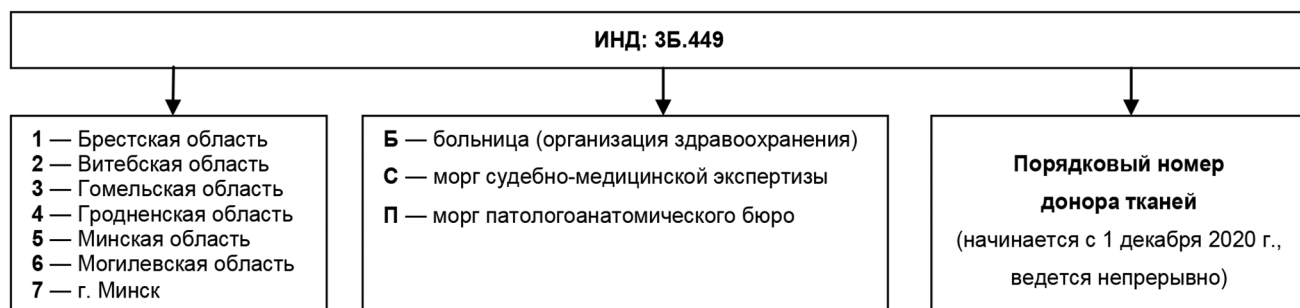 ИНД: 3Б.449
1 — Брестская область
2 — Витебская область
3 — Гомельская область
4 — Гродненская область
5 — Минская область
6 — Могилевская область
7 — г. Минск
Б — больница (организация здравоохранения)
С — морг судебно-медицинской экспертизы
П — морг патологоанатомического бюро
Порядковый номер
донора тканей
(начинается с 1 декабря 2020 г.,
ведется непрерывно)